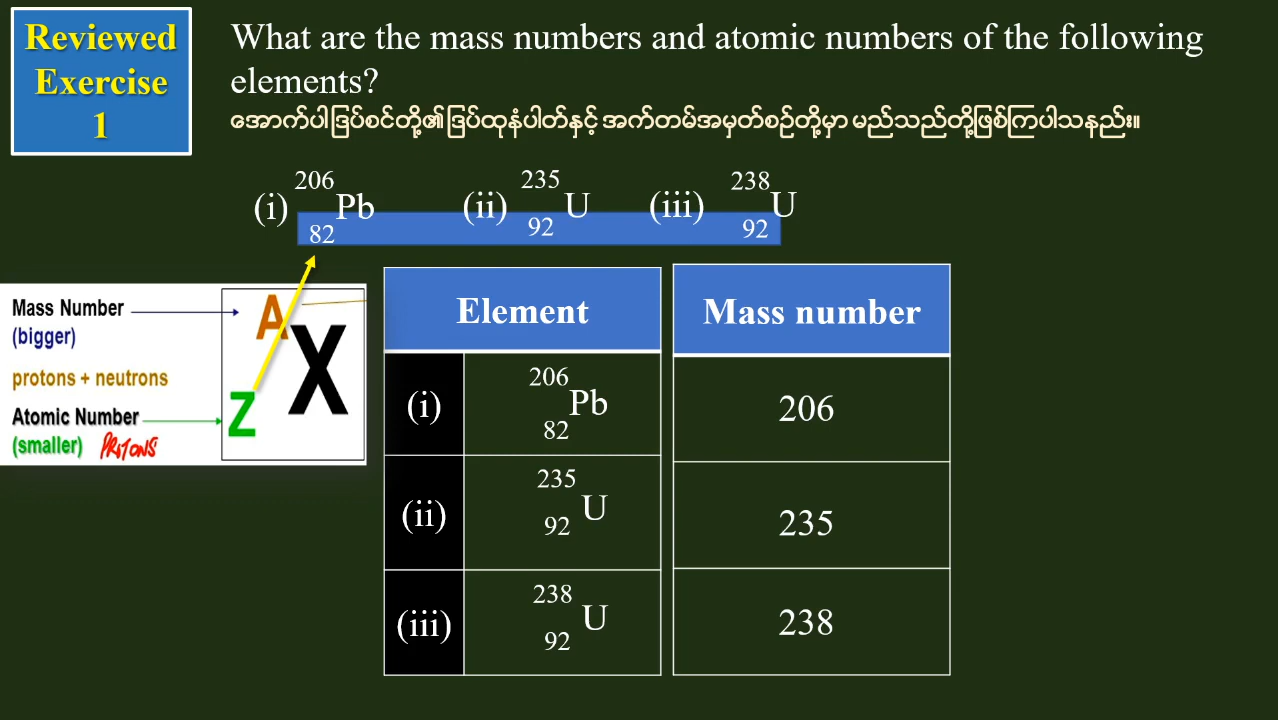 Reviewed
Exercise
1
What are the mass numbers and atomic numbers of the following
elements?
အောက်ပါဒြပ်စင်တို့၏ဒြပ်ထုနံပါတ်နှင့် အက်တမ်အမှတ်စဉ်တို့မှာ မည်သည်တို့ဖြစ်ကြပါသနည်း။
(i) 206 82 Pb (ii) 235 92 U (iii) 238 92 U
Mass Number
(bigger)
protons + neutrons
Atomic Number
(smaller) PROTONS
A
X
Z
Element Mass number
(i) 206 82 Pb 206
(ii) 235 92 U 235
(iii) 238 92 U 238